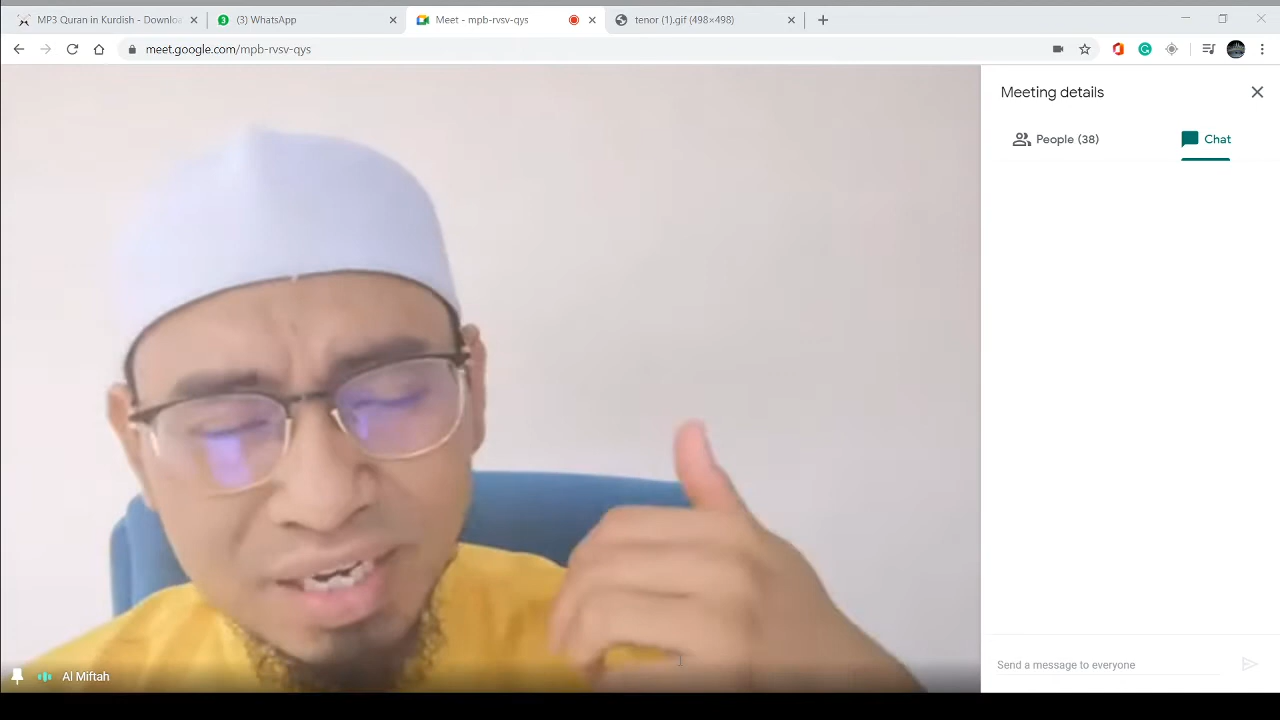 MP3 Quran in Kurdish - Downloa
(3) WhatsApp
Meet - mpb-rvsv-qys
tenor (1).gif (498×498)
meet.google.com/mpb-rvsv-qys
Meeting details
People (38)
Chat
Send a message to everyone
Al Miftah